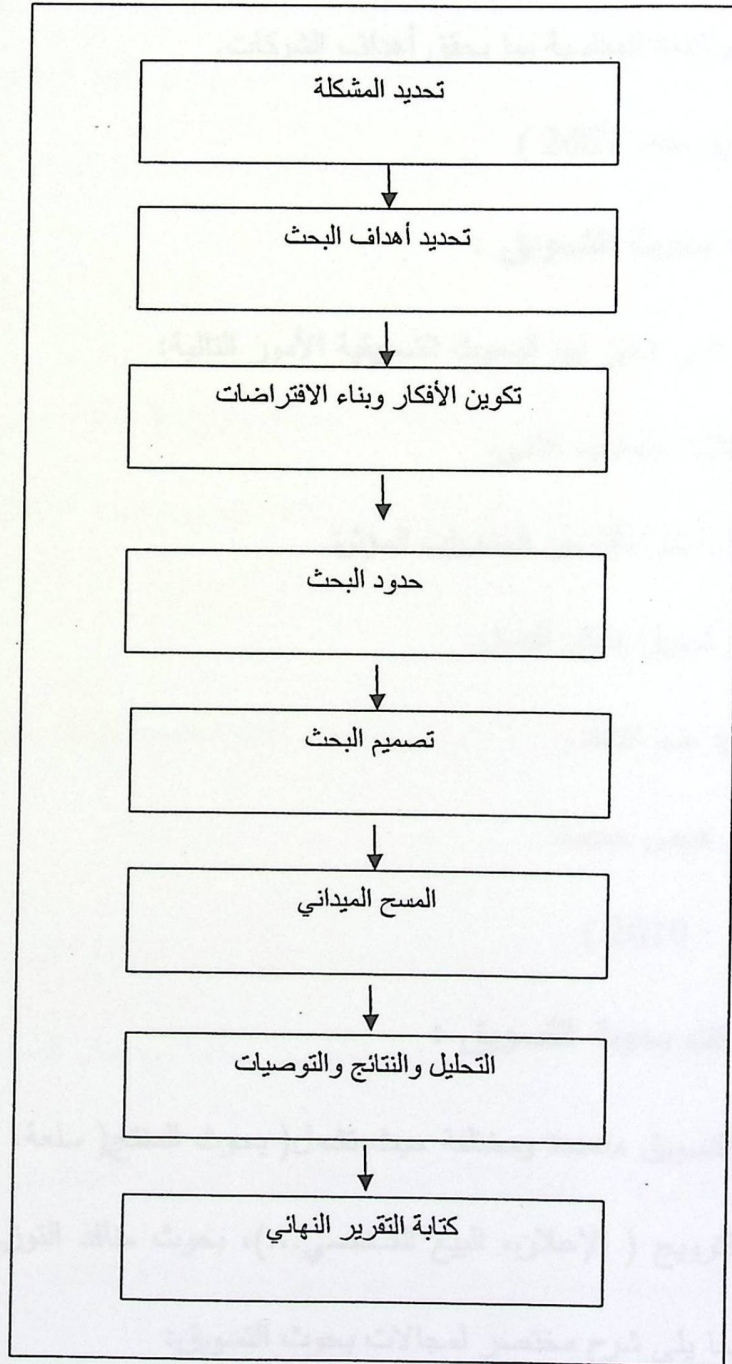 تحديد المشكلة
تحديد أهداف البحث
تكوين الأفكار وبناء الافتراضات
حدود البحث
تصميم البحث
المسح الميداني
التحليل والنتائج والتوصيات
كتابة التقرير النهائي